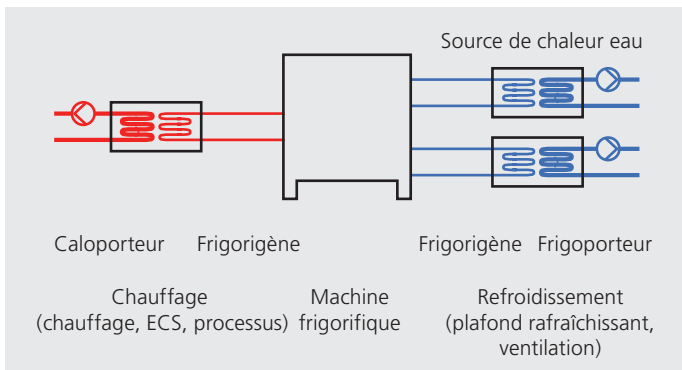 Source de chaleur eau
Caloporteur Frigorigène Frigorigène Frigoporteur
Chauffage Machine Refroidissement
(chauffage, ECS, processus) frigorifique (plafond rafraîchissant,
ventilation)